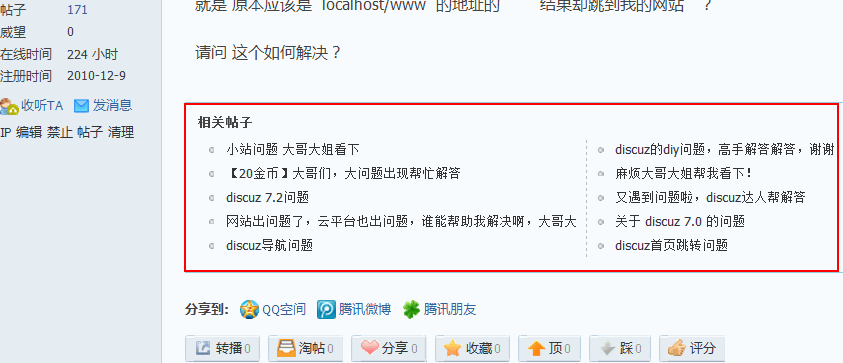 帖子 171
威望 0
在线时间 224 小时
注册时间 2010-12-9
收听TA 发消息
IP 编辑 禁止 帖子 清理
就是 原本应该是 localhost/www 的地址的 结果却跳到我的网站 ？
请问 这个如何解决？
相关帖子
小站问题 大哥大姐看下
【20金币】大哥们，大问题出现帮忙解答
discuz 7.2问题
网站出问题了，云平台也出问题，谁能帮助我解决啊，大哥大
discuz导航问题
discuz的diy问题，高手解答解答，谢谢
麻烦大哥大姐帮我看下!
又遇到问题啦，discuz达人帮解答
关于 discuz 7.0 的问题
discuz首页跳转问题
分享到: QQ空间 腾讯微博 腾讯朋友
转播0 淘帖0 分享0 收藏0 顶0 踩0 评分